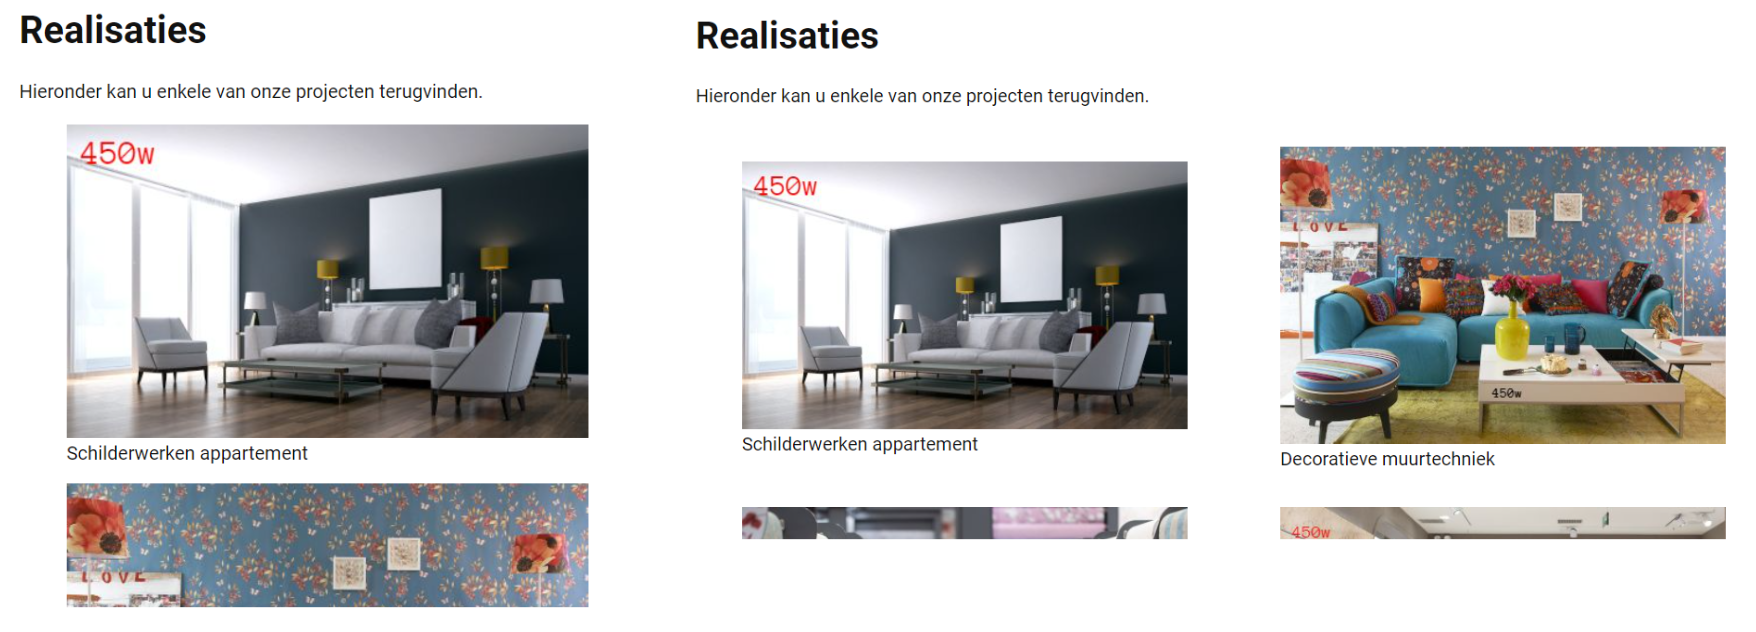 Realisaties
Hieronder kan u enkele van onze projecten terugvinden.
450w
Schilderwerken appartement
LOVE
Realisaties
Hieronder kan u enkele van onze projecten terugvinden.
450w
Schilderwerken appartement
LOVE
450w
Decoratieve muurtechniek
450w